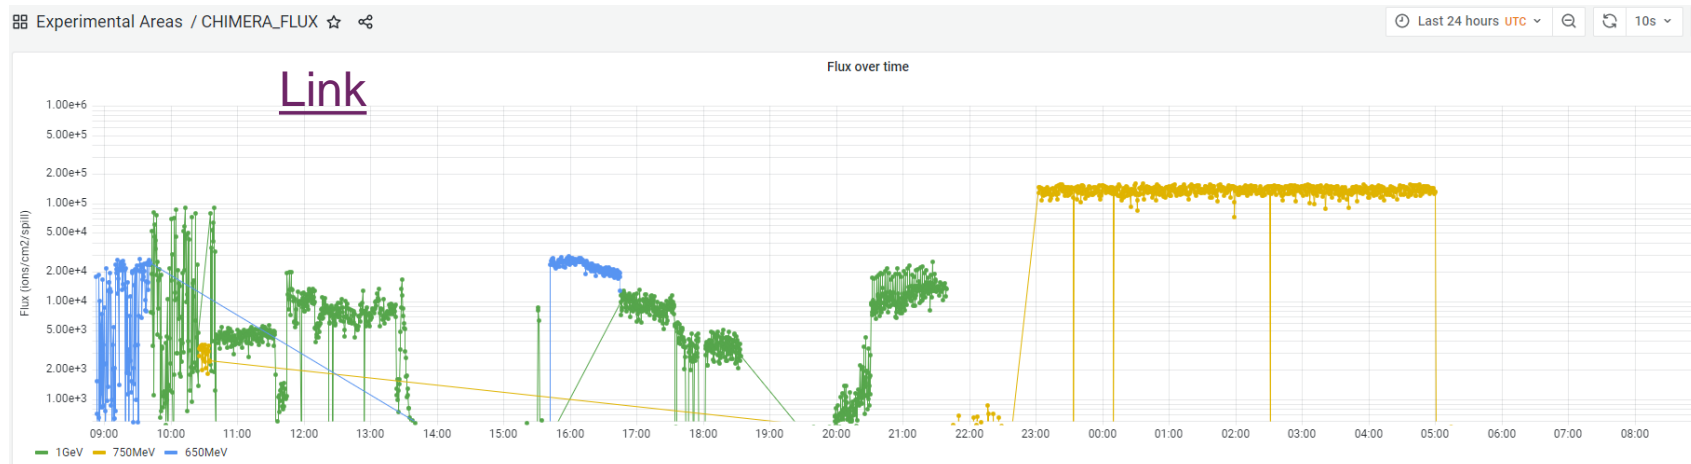 Experimental Areas / CHIMERA_FLUX
Last 24 hours UTC
10s
Flux over time
Link
Flux (ions/cm2/spill)
1.00e+6
5.00e+5
2.00e+5
1.00e+5
5.00e+4
2.00e+4
1.00e+4
5.00e+3
2.00e+3
1.00e+3
09:00 10:00 11:00 12:00 13:00 14:00 15:00 16:00 17:00 18:00 19:00 20:00 21:00 22:00 23:00 00:00 01:00 02:00 03:00 04:00 05:00 06:00 07:00 08:00
1GeV 750MeV 650MeV